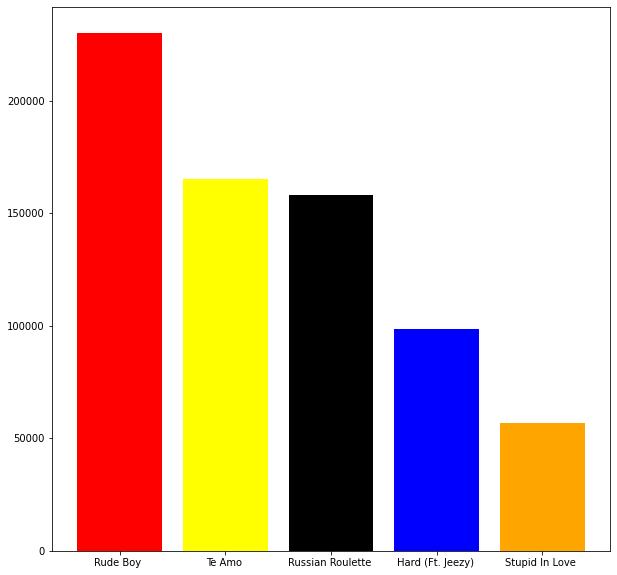 200000
150000
100000
50000
0
Rude Boy
Te Amo
Russian Roulette
Hard (Ft. Jeezy)
Stupid In Love